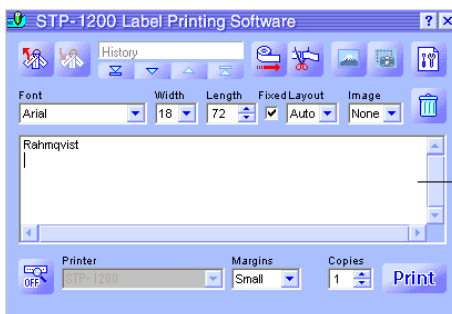 STP-1200 Label Printing Software
History
Font Width Length Fixed Layout Image
Arial 18 72 Auto None
Rahmqvist
Printer Margins Copies
OFF STP-1200 Small 1 Print